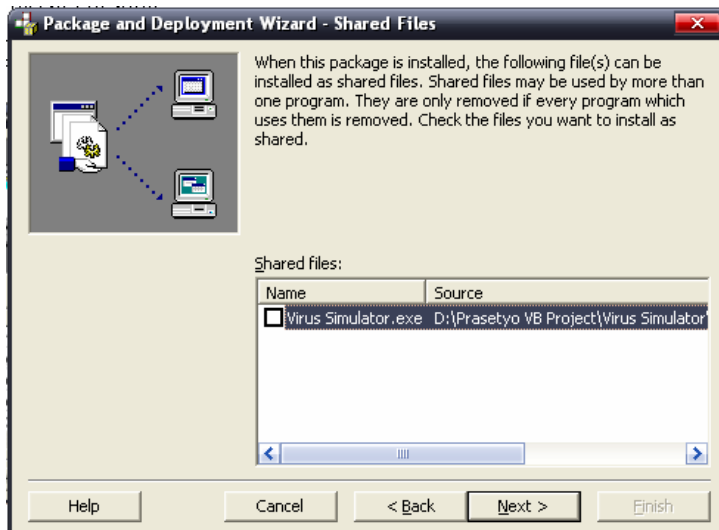 Package and Deployment Wizard - Shared Files
When this package is installed, the following file(s) can be
installed as shared files. Shared files may be used by more than
one program. They are only removed if every program which
uses them is removed. Check the files you want to install as
shared.
Shared files:
Name Source
Virus Simulator.exe D:\Prasetyo VB Project\Virus Simulator\
Help Cancel < Back Next > Finish